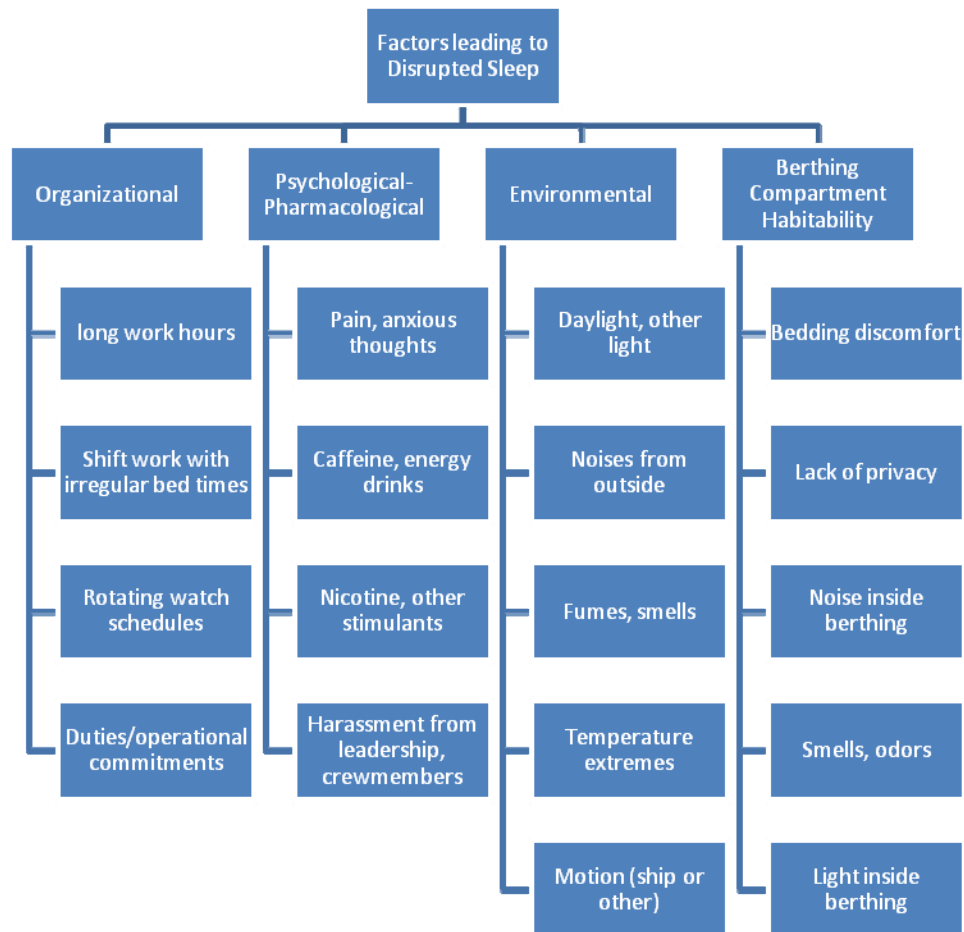 Factors leading to
Disrupted Sleep
Organizational
Psychological-
Pharmacological
Environmental
Berthing
Compartment
Habitability
long work hours
Pain, anxious
thoughts
Daylight, other
light
Bedding discomfort
Shift work with
irregular bed times
Caffeine, energy
drinks
Noises from
outside
Lack of privacy
Rotating watch
schedules
Nicotine, other
stimulants
Fumes, smells
Noise inside
berthing
Duties/operational
commitments
Harassment from
leadership,
crewmembers
Temperature
extremes
Smells, odors
Motion (ship or
other)
Light inside
berthing